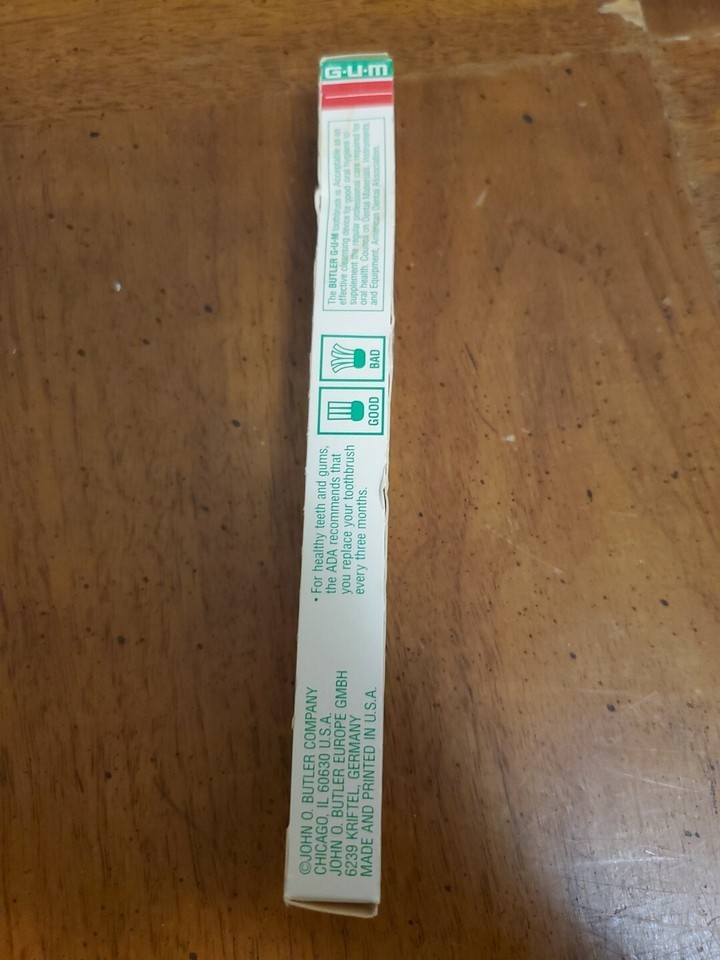 G·U·M
The BUTLER G·U·M toothbrush is Acceptable as an
effective cleansing device for good oral hygiene to
supplement the regular professional care required for
oral health. Council on Dental Materials, Instruments,
and Equipment, American Dental Association.
BAD
GOOD
• For healthy teeth and gums,
the ADA recommends that
you replace your toothbrush
every three months.
©JOHN O. BUTLER COMPANY
CHICAGO, IL 60630 U.S.A.
JOHN O. BUTLER EUROPE GMBH
6239 KRIFTEL, GERMANY
MADE AND PRINTED IN U.S.A.